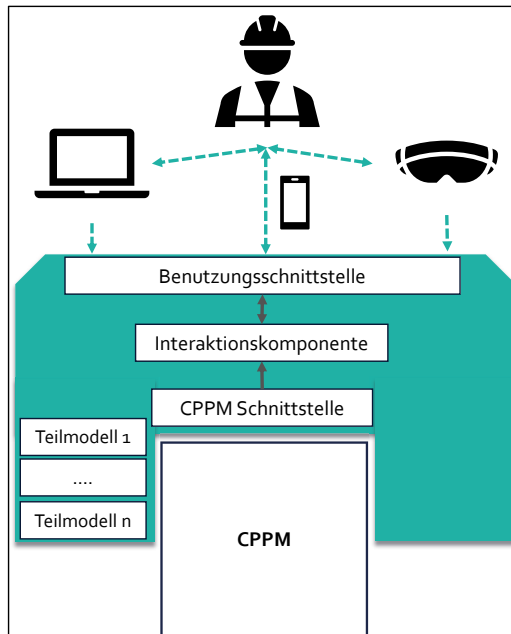 Benutzungsschnittstelle
Interaktionskomponente
CPPM Schnittstelle
Teilmodell 1
....
Teilmodell n
CPPM